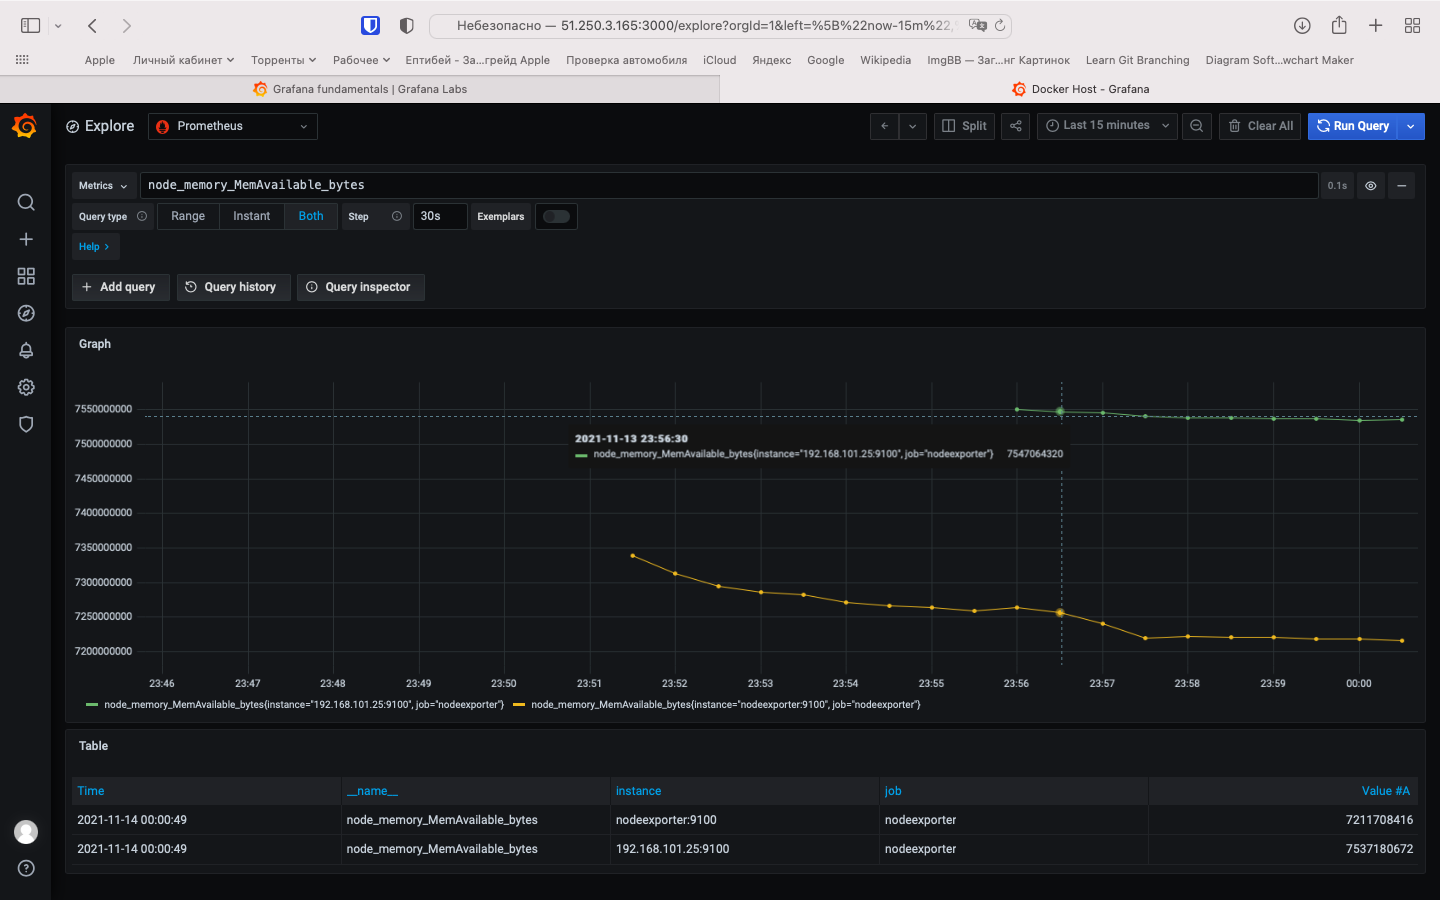 Небезопасно — 51.250.3.165:3000/explore?orgId=1&left=%5B%22now-15m%22,
Apple Личный кабинет Торренты Рабочее Ептибей - За...грейд Apple Проверка автомобиля iCloud Яндекс Google Wikipedia ImgBB — Заг...нг Картинок Learn Git Branching Diagram Soft...wchart Maker
Grafana fundamentals | Grafana Labs Docker Host - Grafana
Explore Prometheus Split Last 15 minutes Clear All Run Query
Metrics node_memory_MemAvailable_bytes 0.1s
Query type Range Instant Both Step 30s Exemplars
Help >
+ Add query Query history Query inspector
Graph
7550000000
7500000000
7450000000
7400000000
7350000000
7300000000
7250000000
7200000000
2021-11-13 23:56:30
node_memory_MemAvailable_bytes{instance="192.168.101.25:9100", job="nodeexporter"} 7547064320
23:46 23:47 23:48 23:49 23:50 23:51 23:52 23:53 23:54 23:55 23:56 23:57 23:58 23:59 00:00
node_memory_MemAvailable_bytes{instance="192.168.101.25:9100", job="nodeexporter"} node_memory_MemAvailable_bytes{instance="nodeexporter:9100", job="nodeexporter"}
Table
Time __name__ instance job Value #A
2021-11-14 00:00:49 node_memory_MemAvailable_bytes nodeexporter:9100 nodeexporter 7211708416
2021-11-14 00:00:49 node_memory_MemAvailable_bytes 192.168.101.25:9100 nodeexporter 7537180672